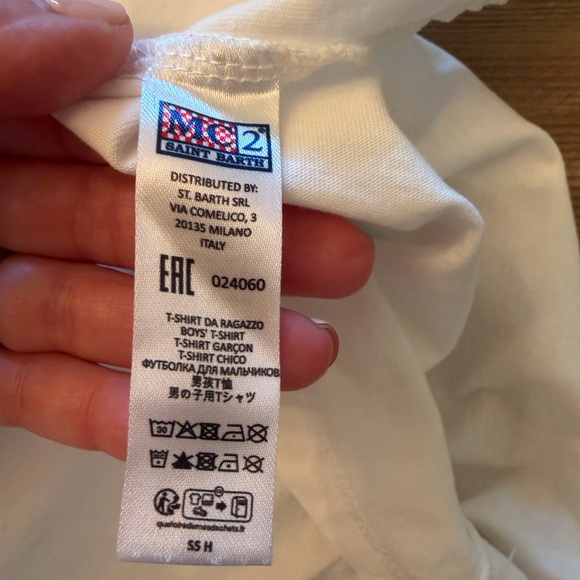 MC2®
SAINT BARTH
DISTRIBUTED BY:
ST. BARTH SRL
VIA COMELICO, 3
20135 MILANO
ITALY
EAC 024060
T-SHIRT DA RAGAZZO
BOYS' T-SHIRT
T-SHIRT GARÇON
T-SHIRT CHICO
ФУТБОЛКА ДЛЯ МАЛЬЧИКОВ
男孩T恤
男の子用Tシャツ
30
quefairedemesdechets.fr
SS H